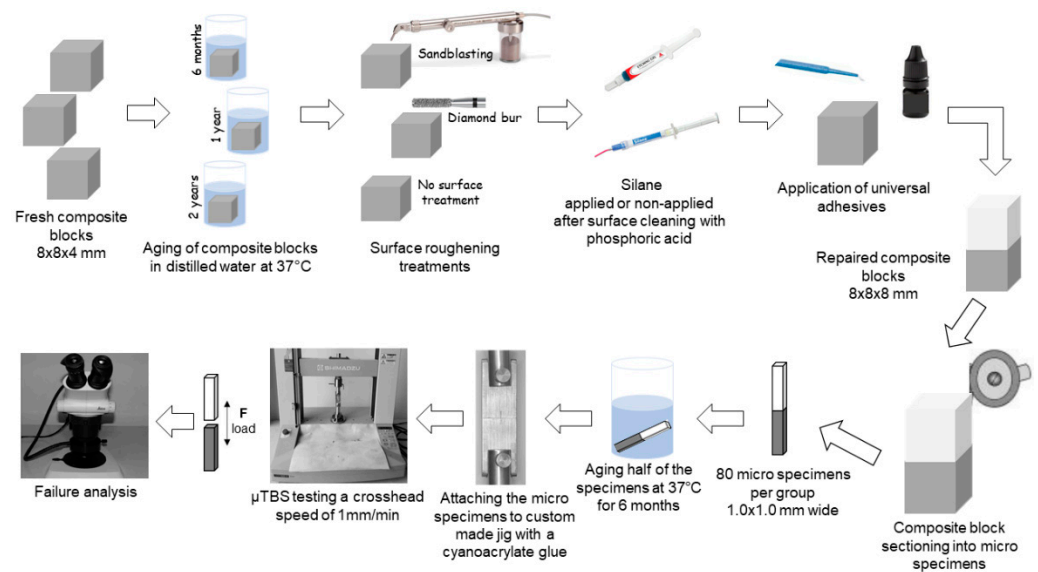 6 months
1 year
2 years
Sandblasting
Diamond bur
No surface
treatment
Fresh composite
blocks
8x8x4 mm
Aging of composite blocks
in distilled water at 37°C
Surface roughening
treatments
Silane
applied or non-applied
after surface cleaning with
phosphoric acid
Application of universal
adhesives
Repaired composite
blocks
8x8x8 mm
Composite block
sectioning into micro
specimens
80 micro specimens
per group
1.0x1.0 mm wide
Aging half of the
specimens at 37°C
for 6 months
Attaching the micro
specimens to custom
made jig with a
cyanoacrylate glue
SHIMADZU
µTBS testing a crosshead
speed of 1mm/min
F
load
Failure analysis